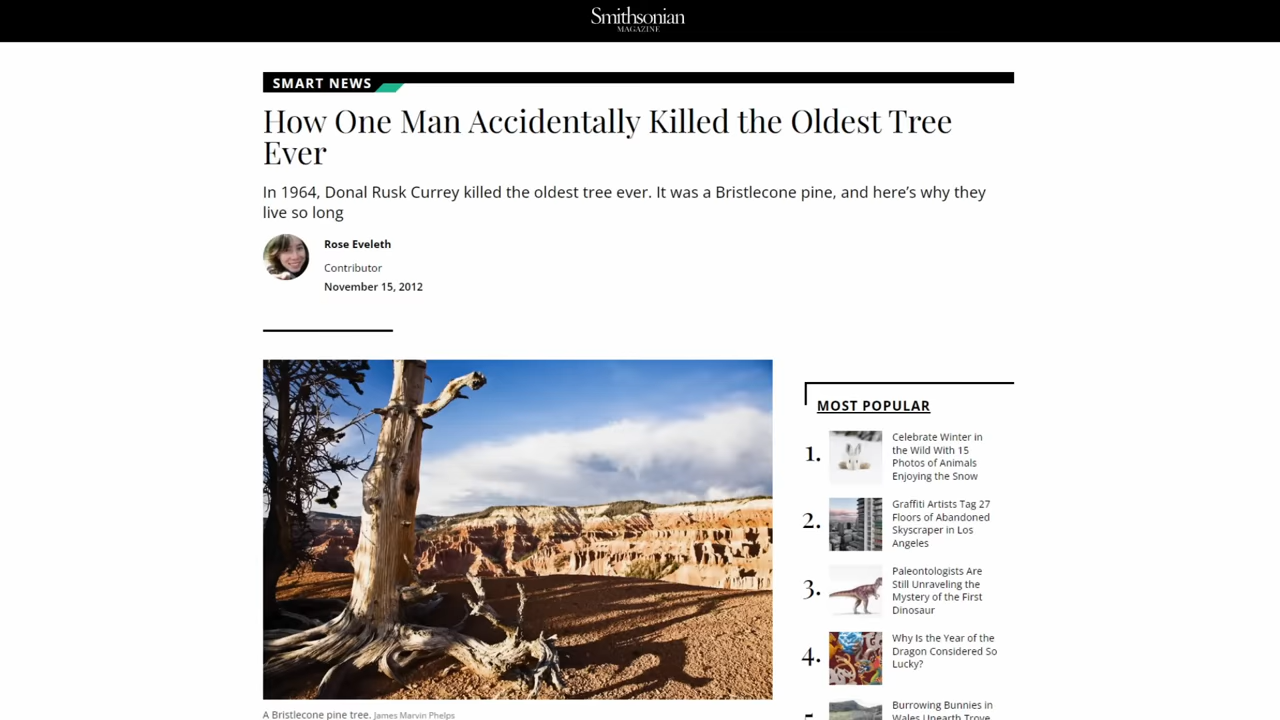 Smithsonian
MAGAZINE
SMART NEWS
How One Man Accidentally Killed the Oldest Tree
Ever
In 1964, Donal Rusk Currey killed the oldest tree ever. It was a Bristlecone pine, and here's why they
live so long
Rose Eveleth
Contributor
November 15, 2012
A Bristlecone pine tree. James Marvin Phelps
MOST POPULAR
1.
Celebrate Winter in
the Wild With 15
Photos of Animals
Enjoying the Snow
2.
Graffiti Artists Tag 27
Floors of Abandoned
Skyscraper in Los
Angeles
3.
Paleontologists Are
Still Unraveling the
Mystery of the First
Dinosaur
4.
Why Is the Year of the
Dragon Considered So
Lucky?
Burrowing Bunnies in
Wales Unearth Trove